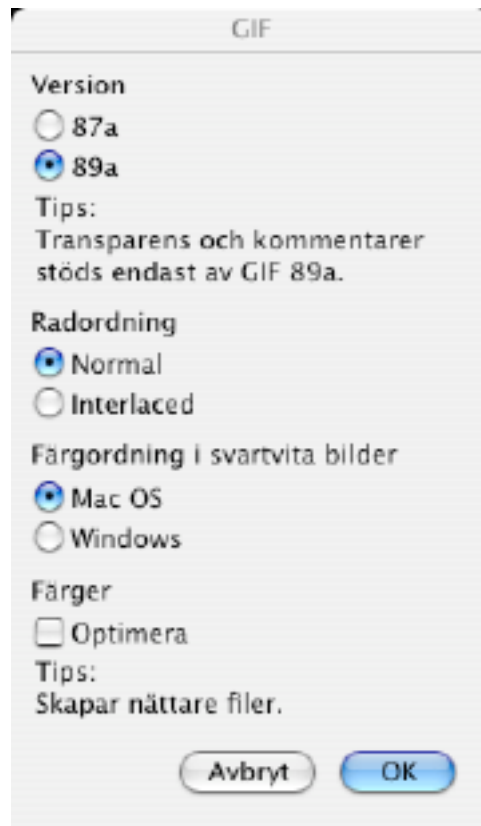 GIF
Version
87a
89a
Tips:
Transparens och kommentarer
stöds endast av GIF 89a.
Radordning
Normal
Interlaced
Färgordning i svartvita bilder
Mac OS
Windows
Färger
Optimera
Tips:
Skapar nättare filer.
Avbryt OK